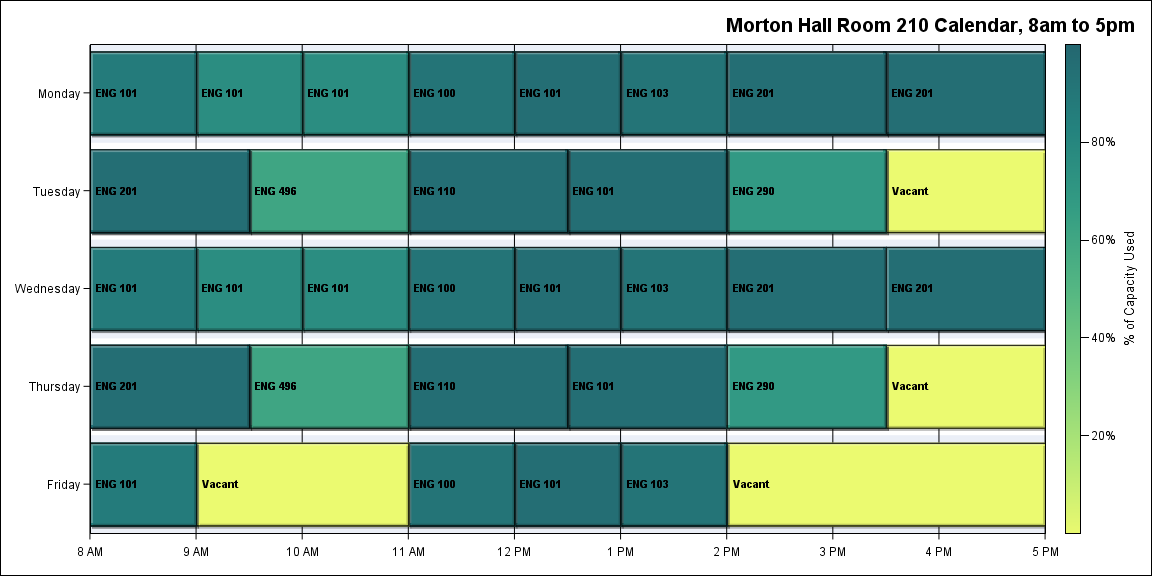 Morton Hall Room 210 Calendar, 8am to 5pm
Monday
ENG 101
ENG 101
ENG 101
ENG 100
ENG 101
ENG 103
ENG 201
ENG 201
Tuesday
ENG 201
ENG 496
ENG 110
ENG 101
ENG 290
Vacant
Wednesday
ENG 101
ENG 101
ENG 101
ENG 100
ENG 101
ENG 103
ENG 201
ENG 201
Thursday
ENG 201
ENG 496
ENG 110
ENG 101
ENG 290
Vacant
Friday
ENG 101
Vacant
ENG 100
ENG 101
ENG 103
Vacant
8 AM
9 AM
10 AM
11 AM
12 PM
1 PM
2 PM
3 PM
4 PM
5 PM
80%
60%
40%
20%
% of Capacity Used